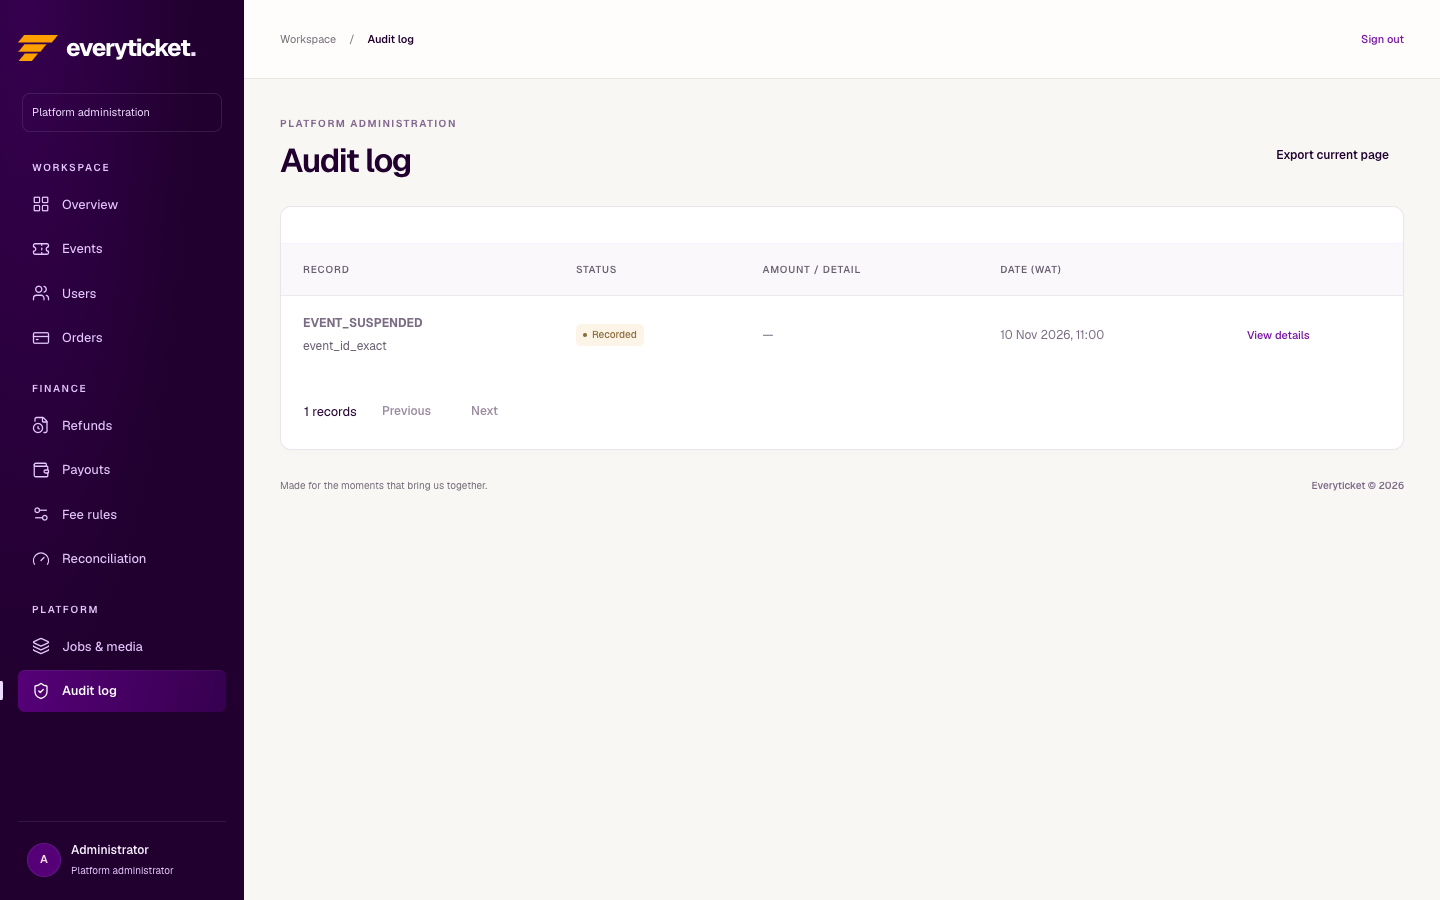 everyticket.
Platform administration
WORKSPACE
Overview
Events
Users
Orders
FINANCE
Refunds
Payouts
Fee rules
Reconciliation
PLATFORM
Jobs & media
Audit log
A
Administrator
Platform administrator
Workspace / Audit log
Sign out
PLATFORM ADMINISTRATION
Audit log
Export current page
RECORD STATUS AMOUNT / DETAIL DATE (WAT)
EVENT_SUSPENDED
event_id_exact
Recorded
—
10 Nov 2026, 11:00
View details
1 records Previous Next
Made for the moments that bring us together.
Everyticket © 2026